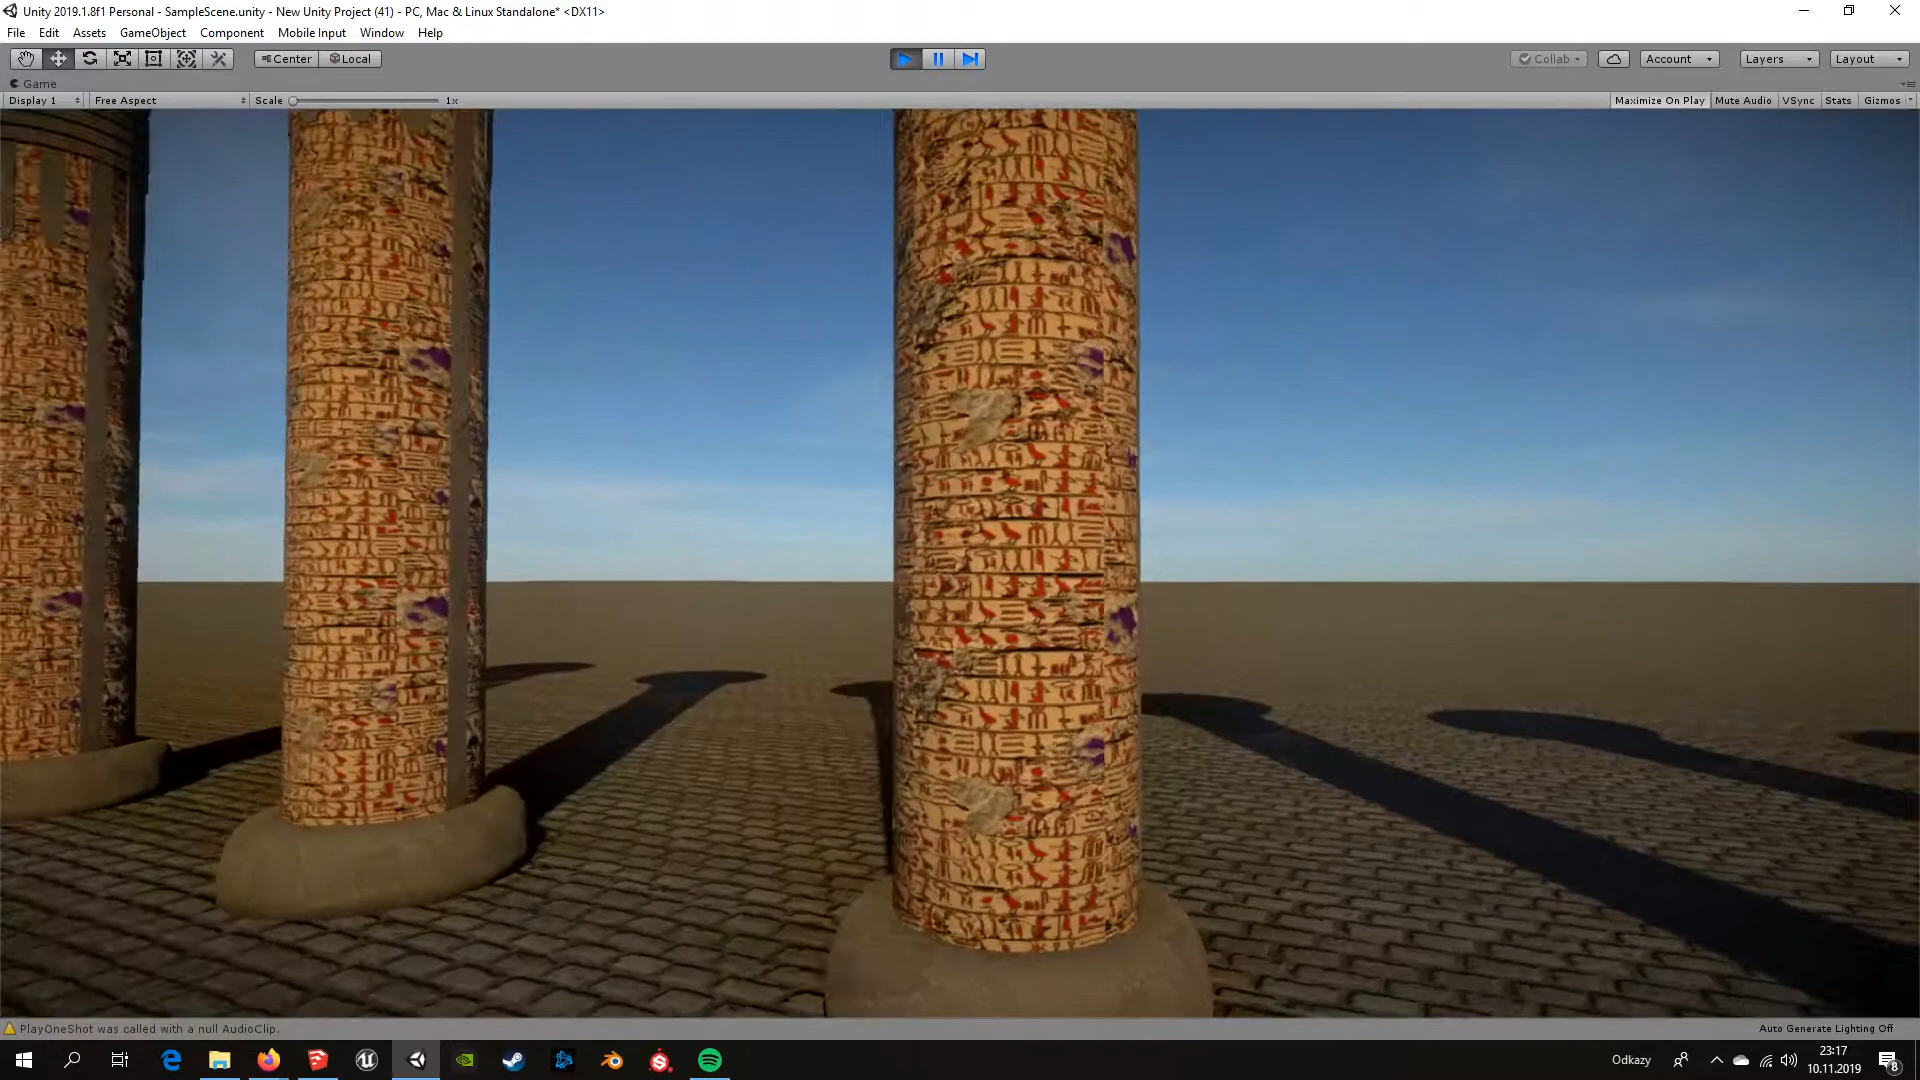 Unity 2019.1.8f1 Personal - SampleScene.unity - New Unity Project (41) - PC, Mac & Linux Standalone* <DX11>
File Edit Assets GameObject Component Mobile Input Window Help
Center Local Collab Account Layers Layout
Game
Display 1 Free Aspect Scale 1x Maximize On Play Mute Audio VSync Stats Gizmos
PlayOneShot was called with a null AudioClip. Auto Generate Lighting Off
Odkazy 23:17
10.11.2019 8